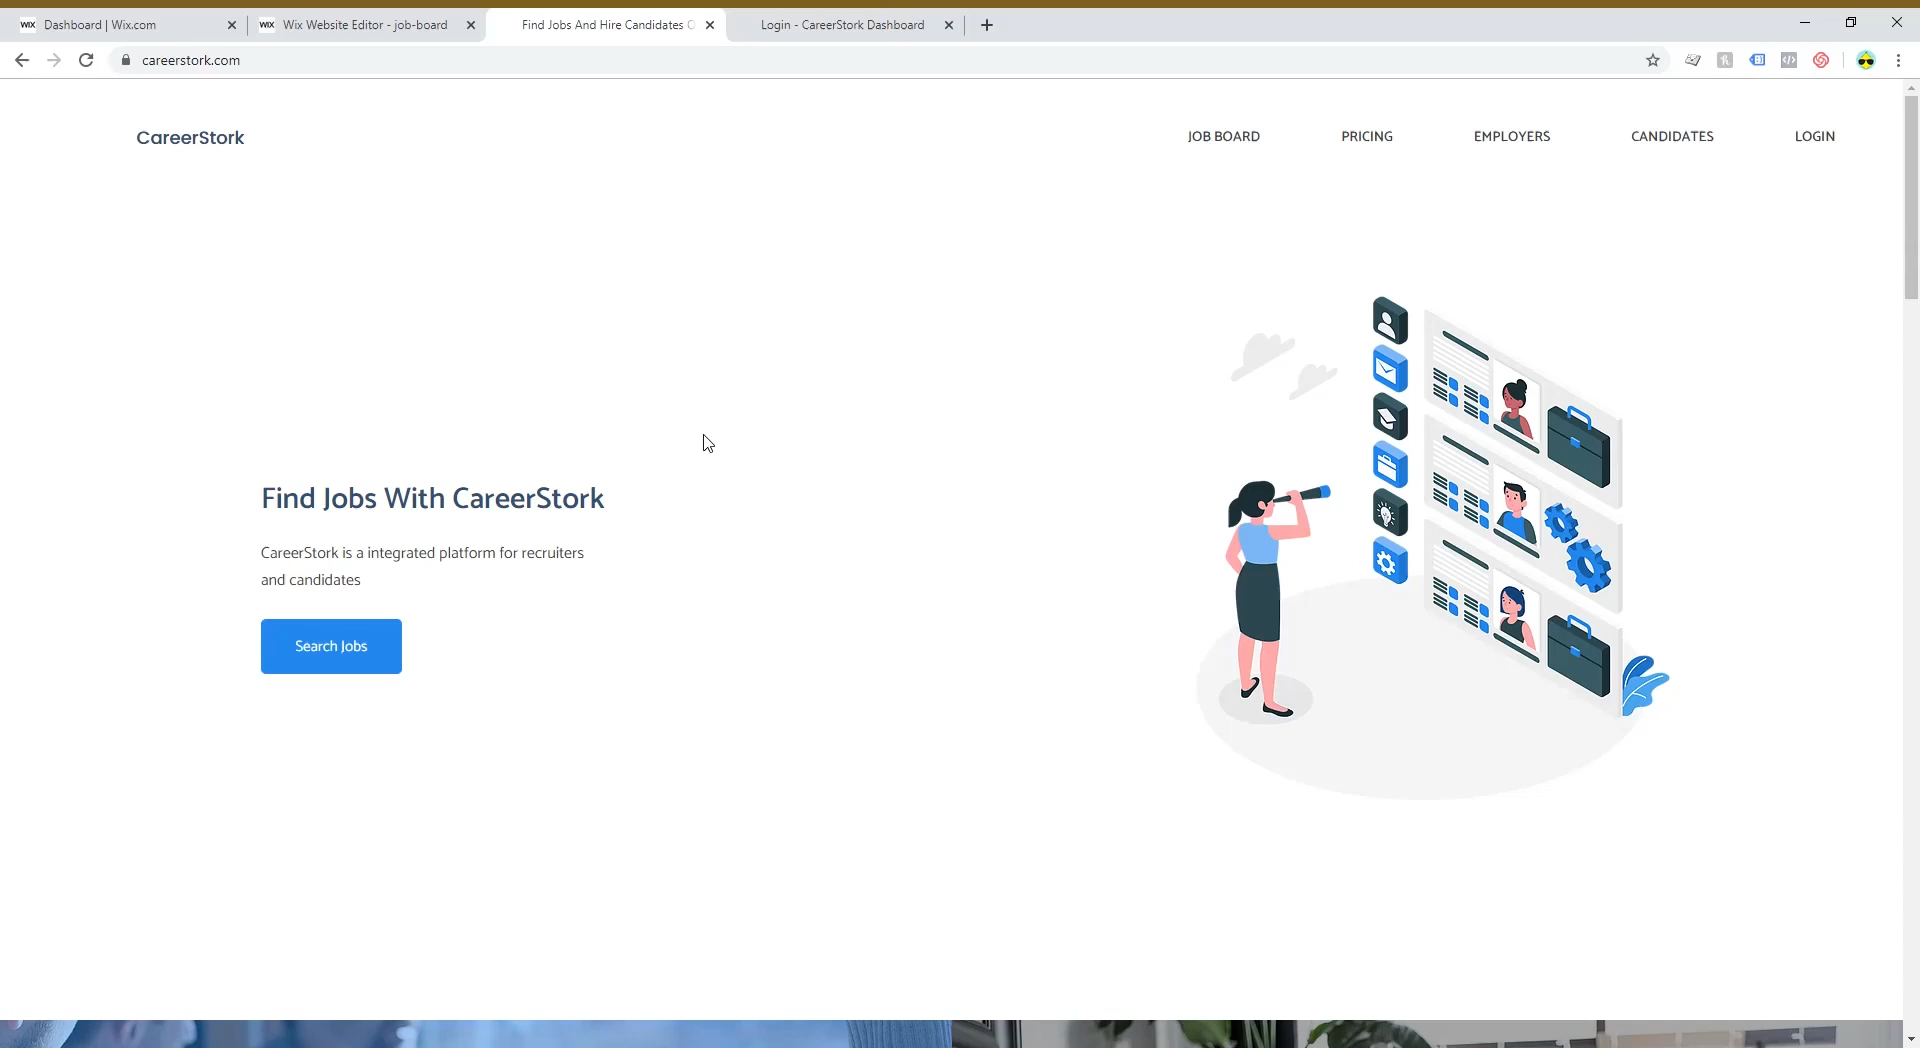 WIX Dashboard | Wix.com
WIX Wix Website Editor - job-board
Find Jobs And Hire Candidates O
Login - CareerStork Dashboard
careerstork.com
CareerStork
JOB BOARD
PRICING
EMPLOYERS
CANDIDATES
LOGIN
Find Jobs With CareerStork
CareerStork is a integrated platform for recruiters
and candidates
Search Jobs